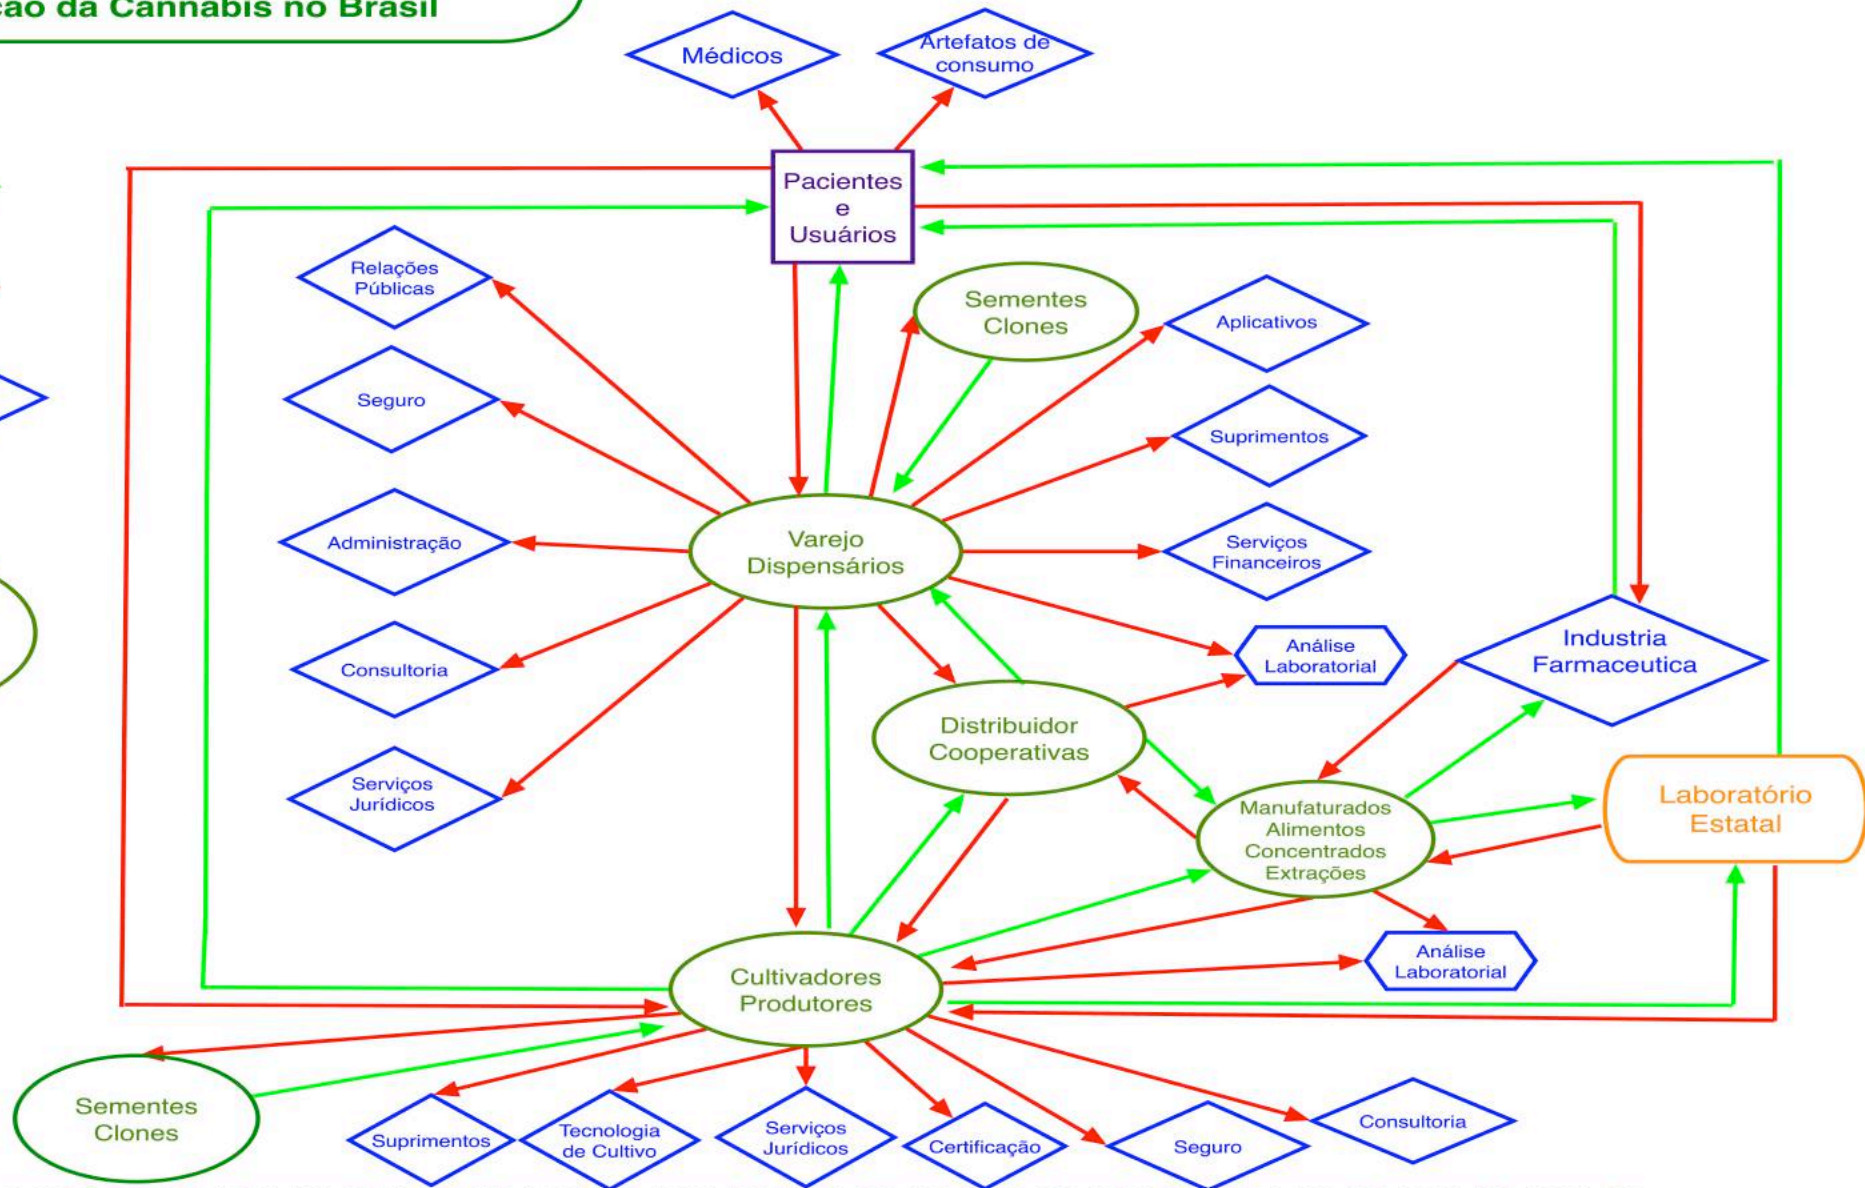 ção da Cannabis no Brasil
Médicos
Artefatos de
consumo
Pacientes
e
Usuários
Relações
Públicas
Sementes
Clones
Aplicativos
Seguro
Suprimentos
Varejo
Dispensários
Administração
Serviços
Financeiros
Consultoria
Análise
Laboratorial
Industria
Farmaceutica
Distribuidor
Cooperativas
Serviços
Jurídicos
Manufaturados
Alimentos
Concentrados
Extrações
Laboratório
Estatal
Cultivadores
Produtores
Análise
Laboratorial
Sementes
Clones
Suprimentos
Tecnologia
de Cultivo
Serviços
Jurídicos
Certificação
Seguro
Consultoria